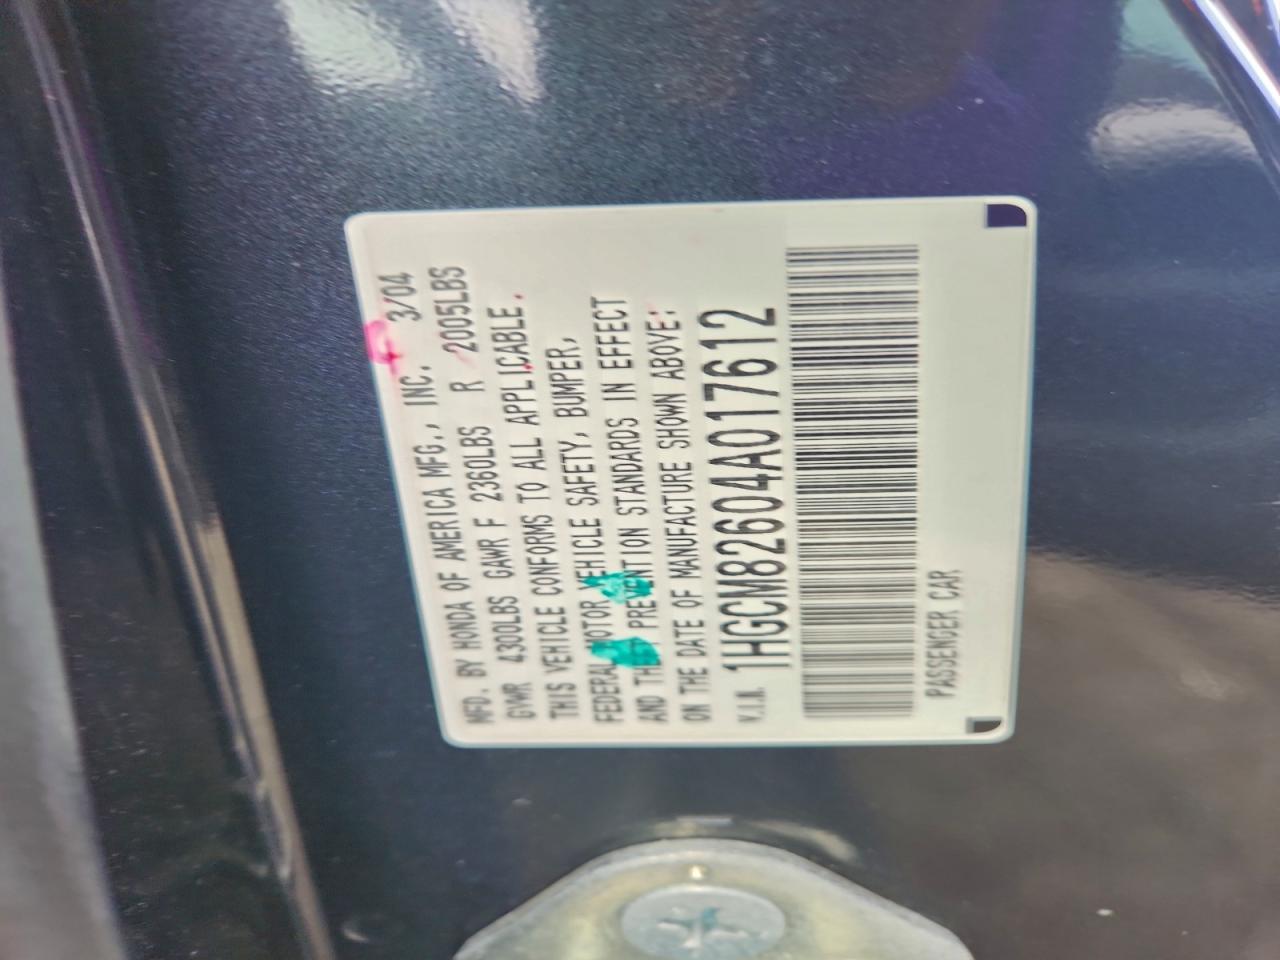 MFD. BY HONDA OF AMERICA MFG., INC. 3/04
GVWR 4300LBS GAWR F 2360LBS R 2005LBS
THIS VEHICLE CONFORMS TO ALL APPLICABLE
FEDERAL MOTOR VEHICLE SAFETY, BUMPER,
AND THEFT PREVENTION STANDARDS IN EFFECT
ON THE DATE OF MANUFACTURE SHOWN ABOVE:
V.I.N. 1HGCM82604A017612
PASSENGER CAR